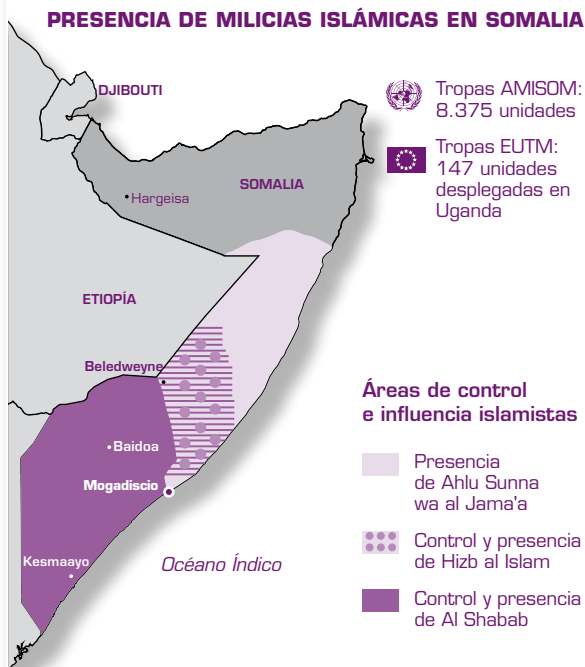 PRESENCIA DE MILICIAS ISLÁMICAS EN SOMALIA
DJIBOUTI
Tropas AMISOM:
8.375 unidades
Tropas EUTM:
147 unidades
desplegadas en
Uganda
SOMALIA
Hargeisa
ETIOPÍA
Beledweyne
Baidoa
Mogadiscio
Kesmaayo
Océano Índico
Áreas de control
e influencia islamistas
Presencia
de Ahlu Sunna
wa al Jama'a
Control y presencia
de Hizb al Islam
Control y presencia
de Al Shabab